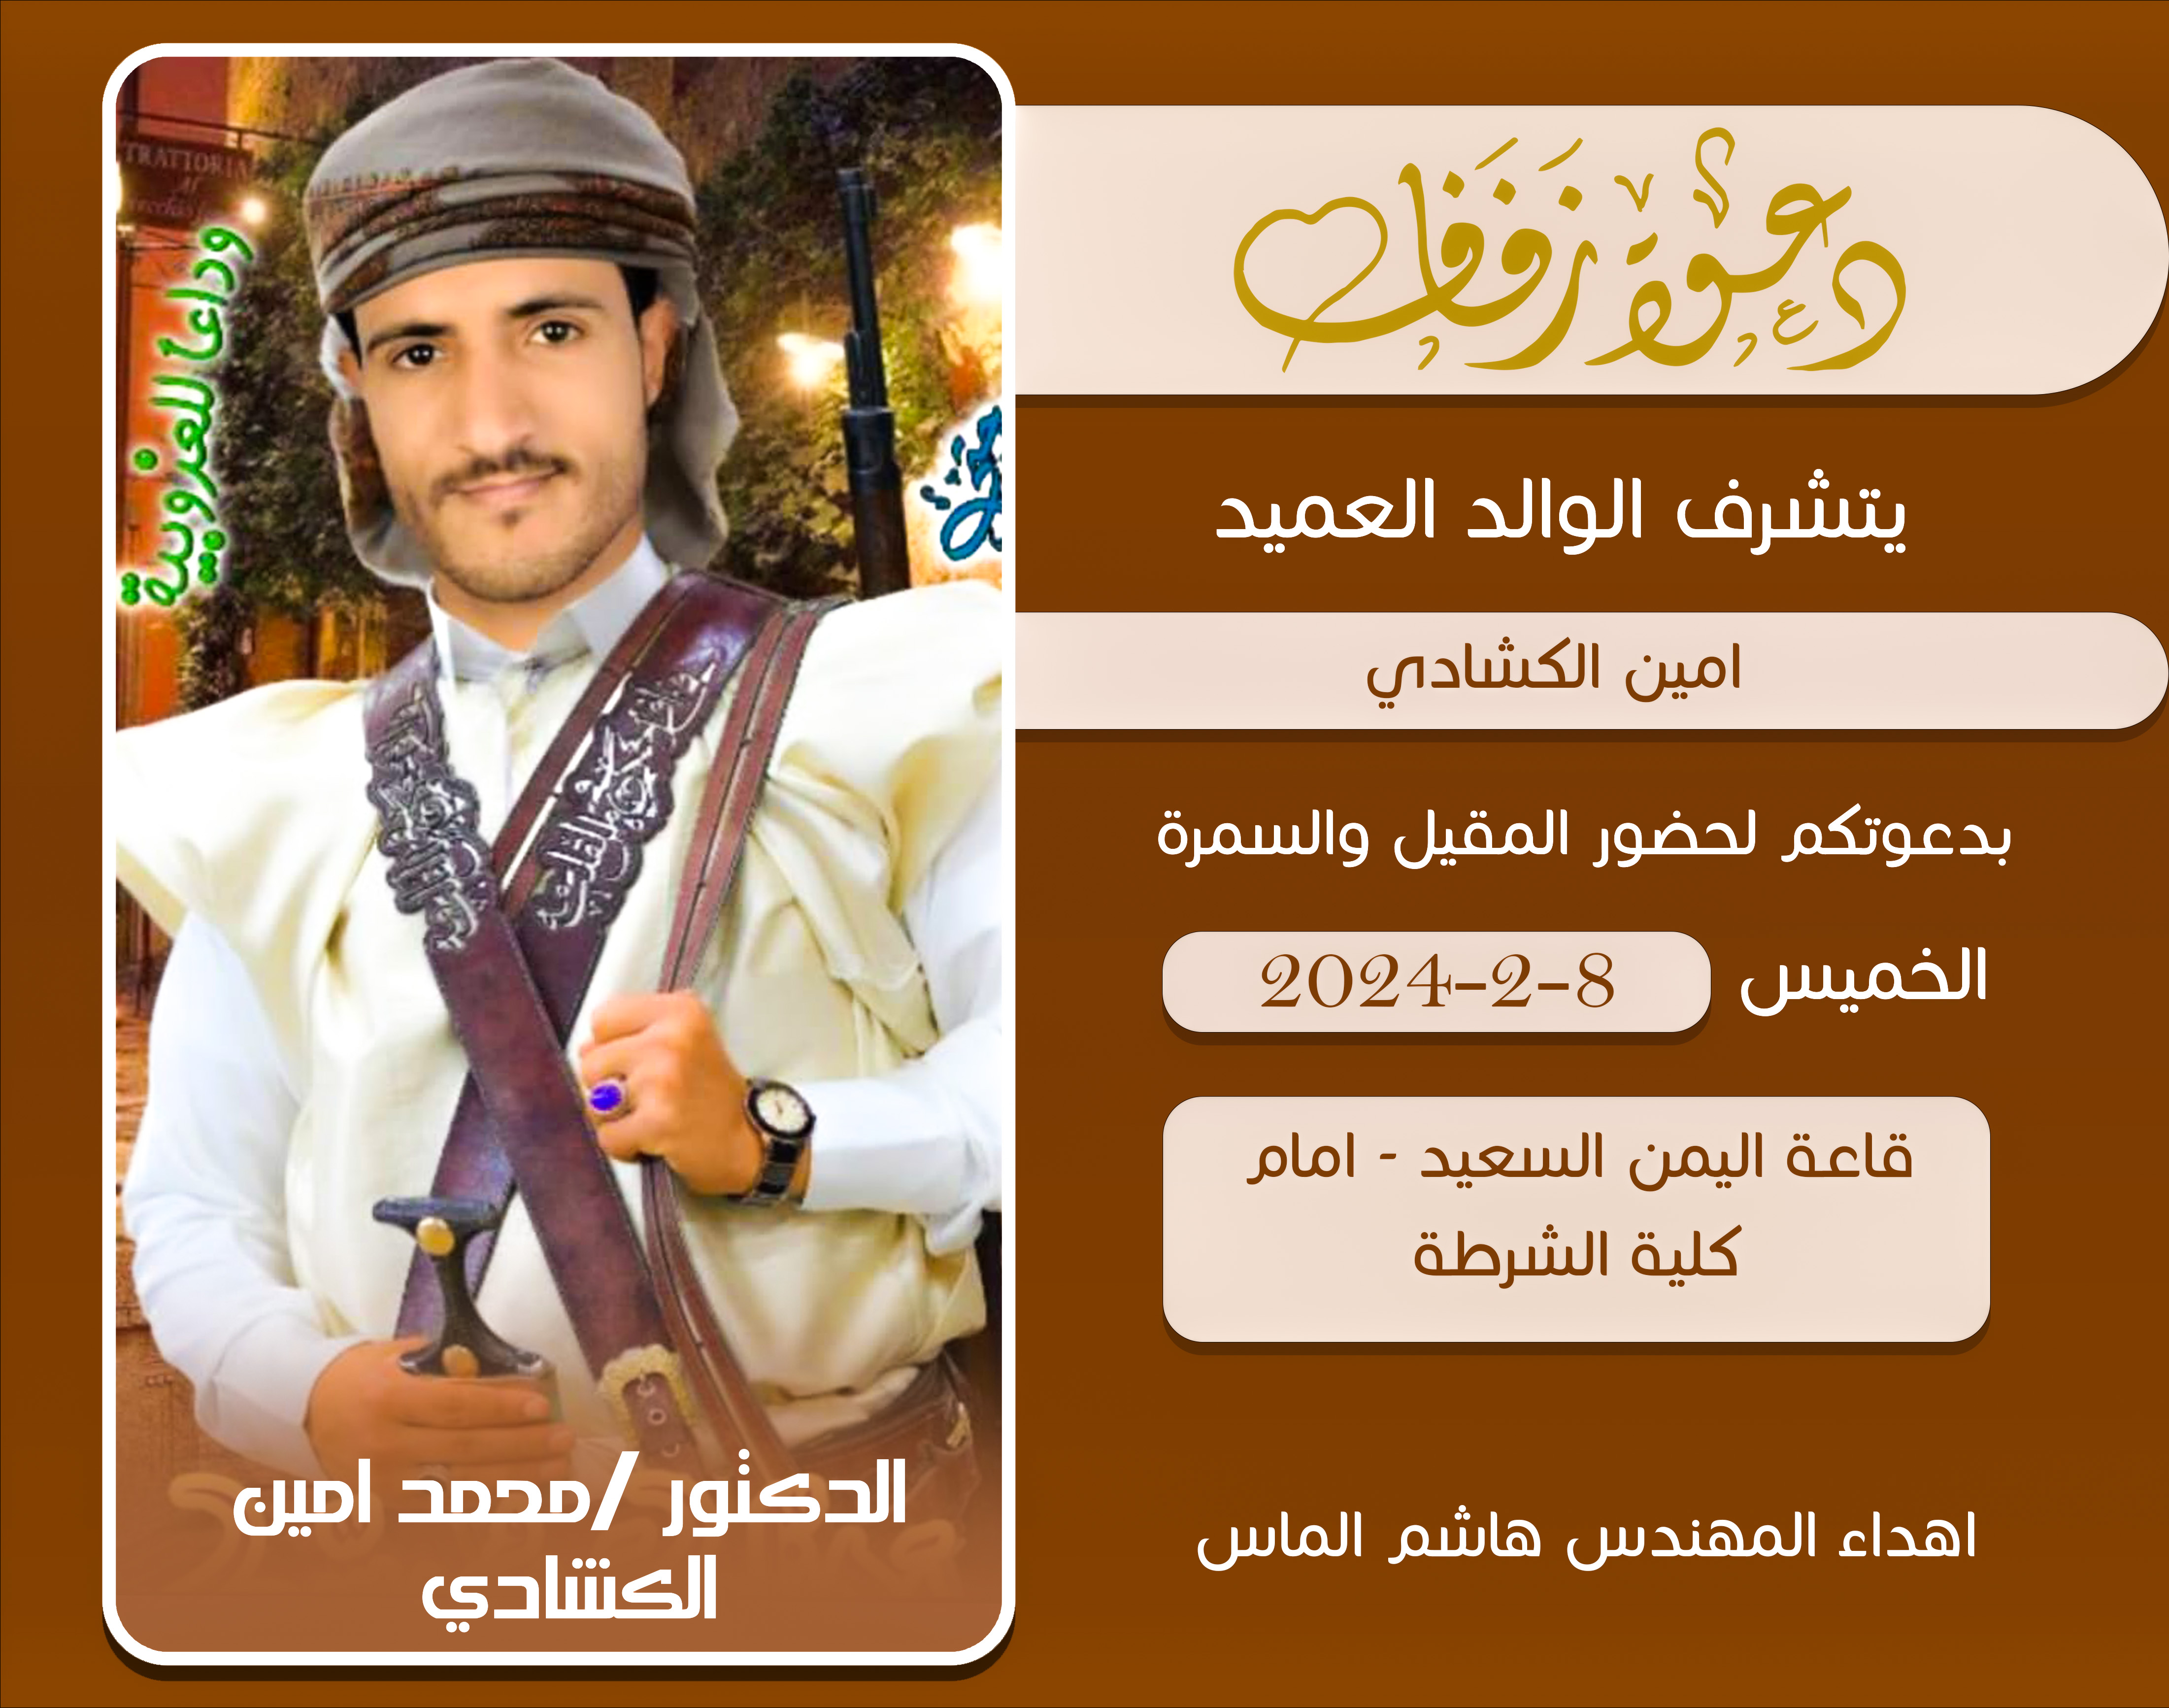 دعوة زفاف
يتشرف الوالد العميد
امين الكشادي
بدعوتكم لحضور المقيل والسمرة
الخميس 8-2-2024
قاعة اليمن السعيد - امام
كلية الشرطة
اهداء المهندس هاشم الماس
وداعا للعزوبية
TRATTORIA
الدكتور /محمد امين
الكشادي